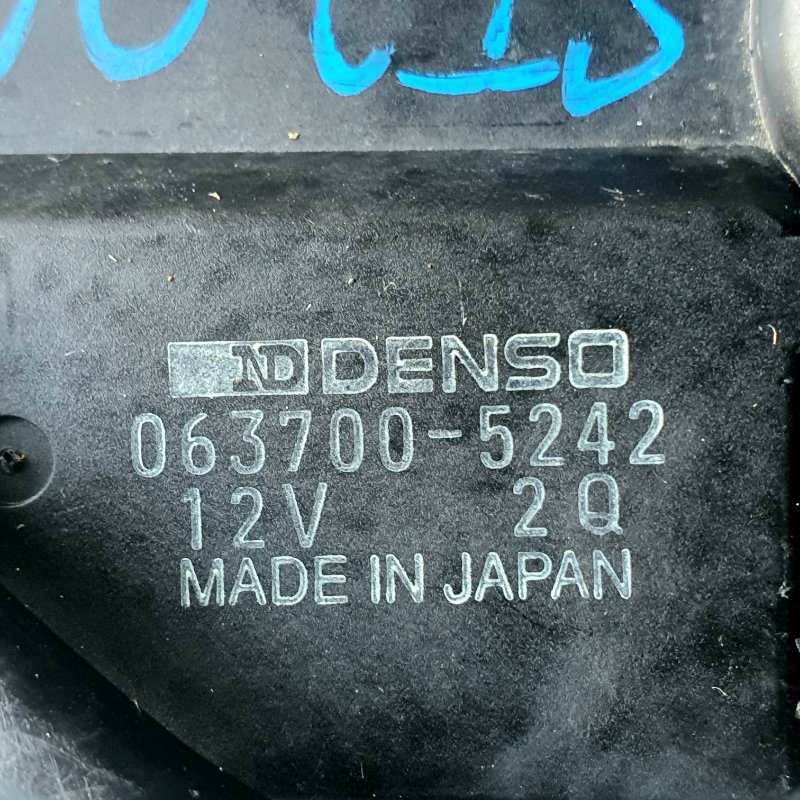 ND DENSO
063700-5242
12V 2Q
MADE IN JAPAN